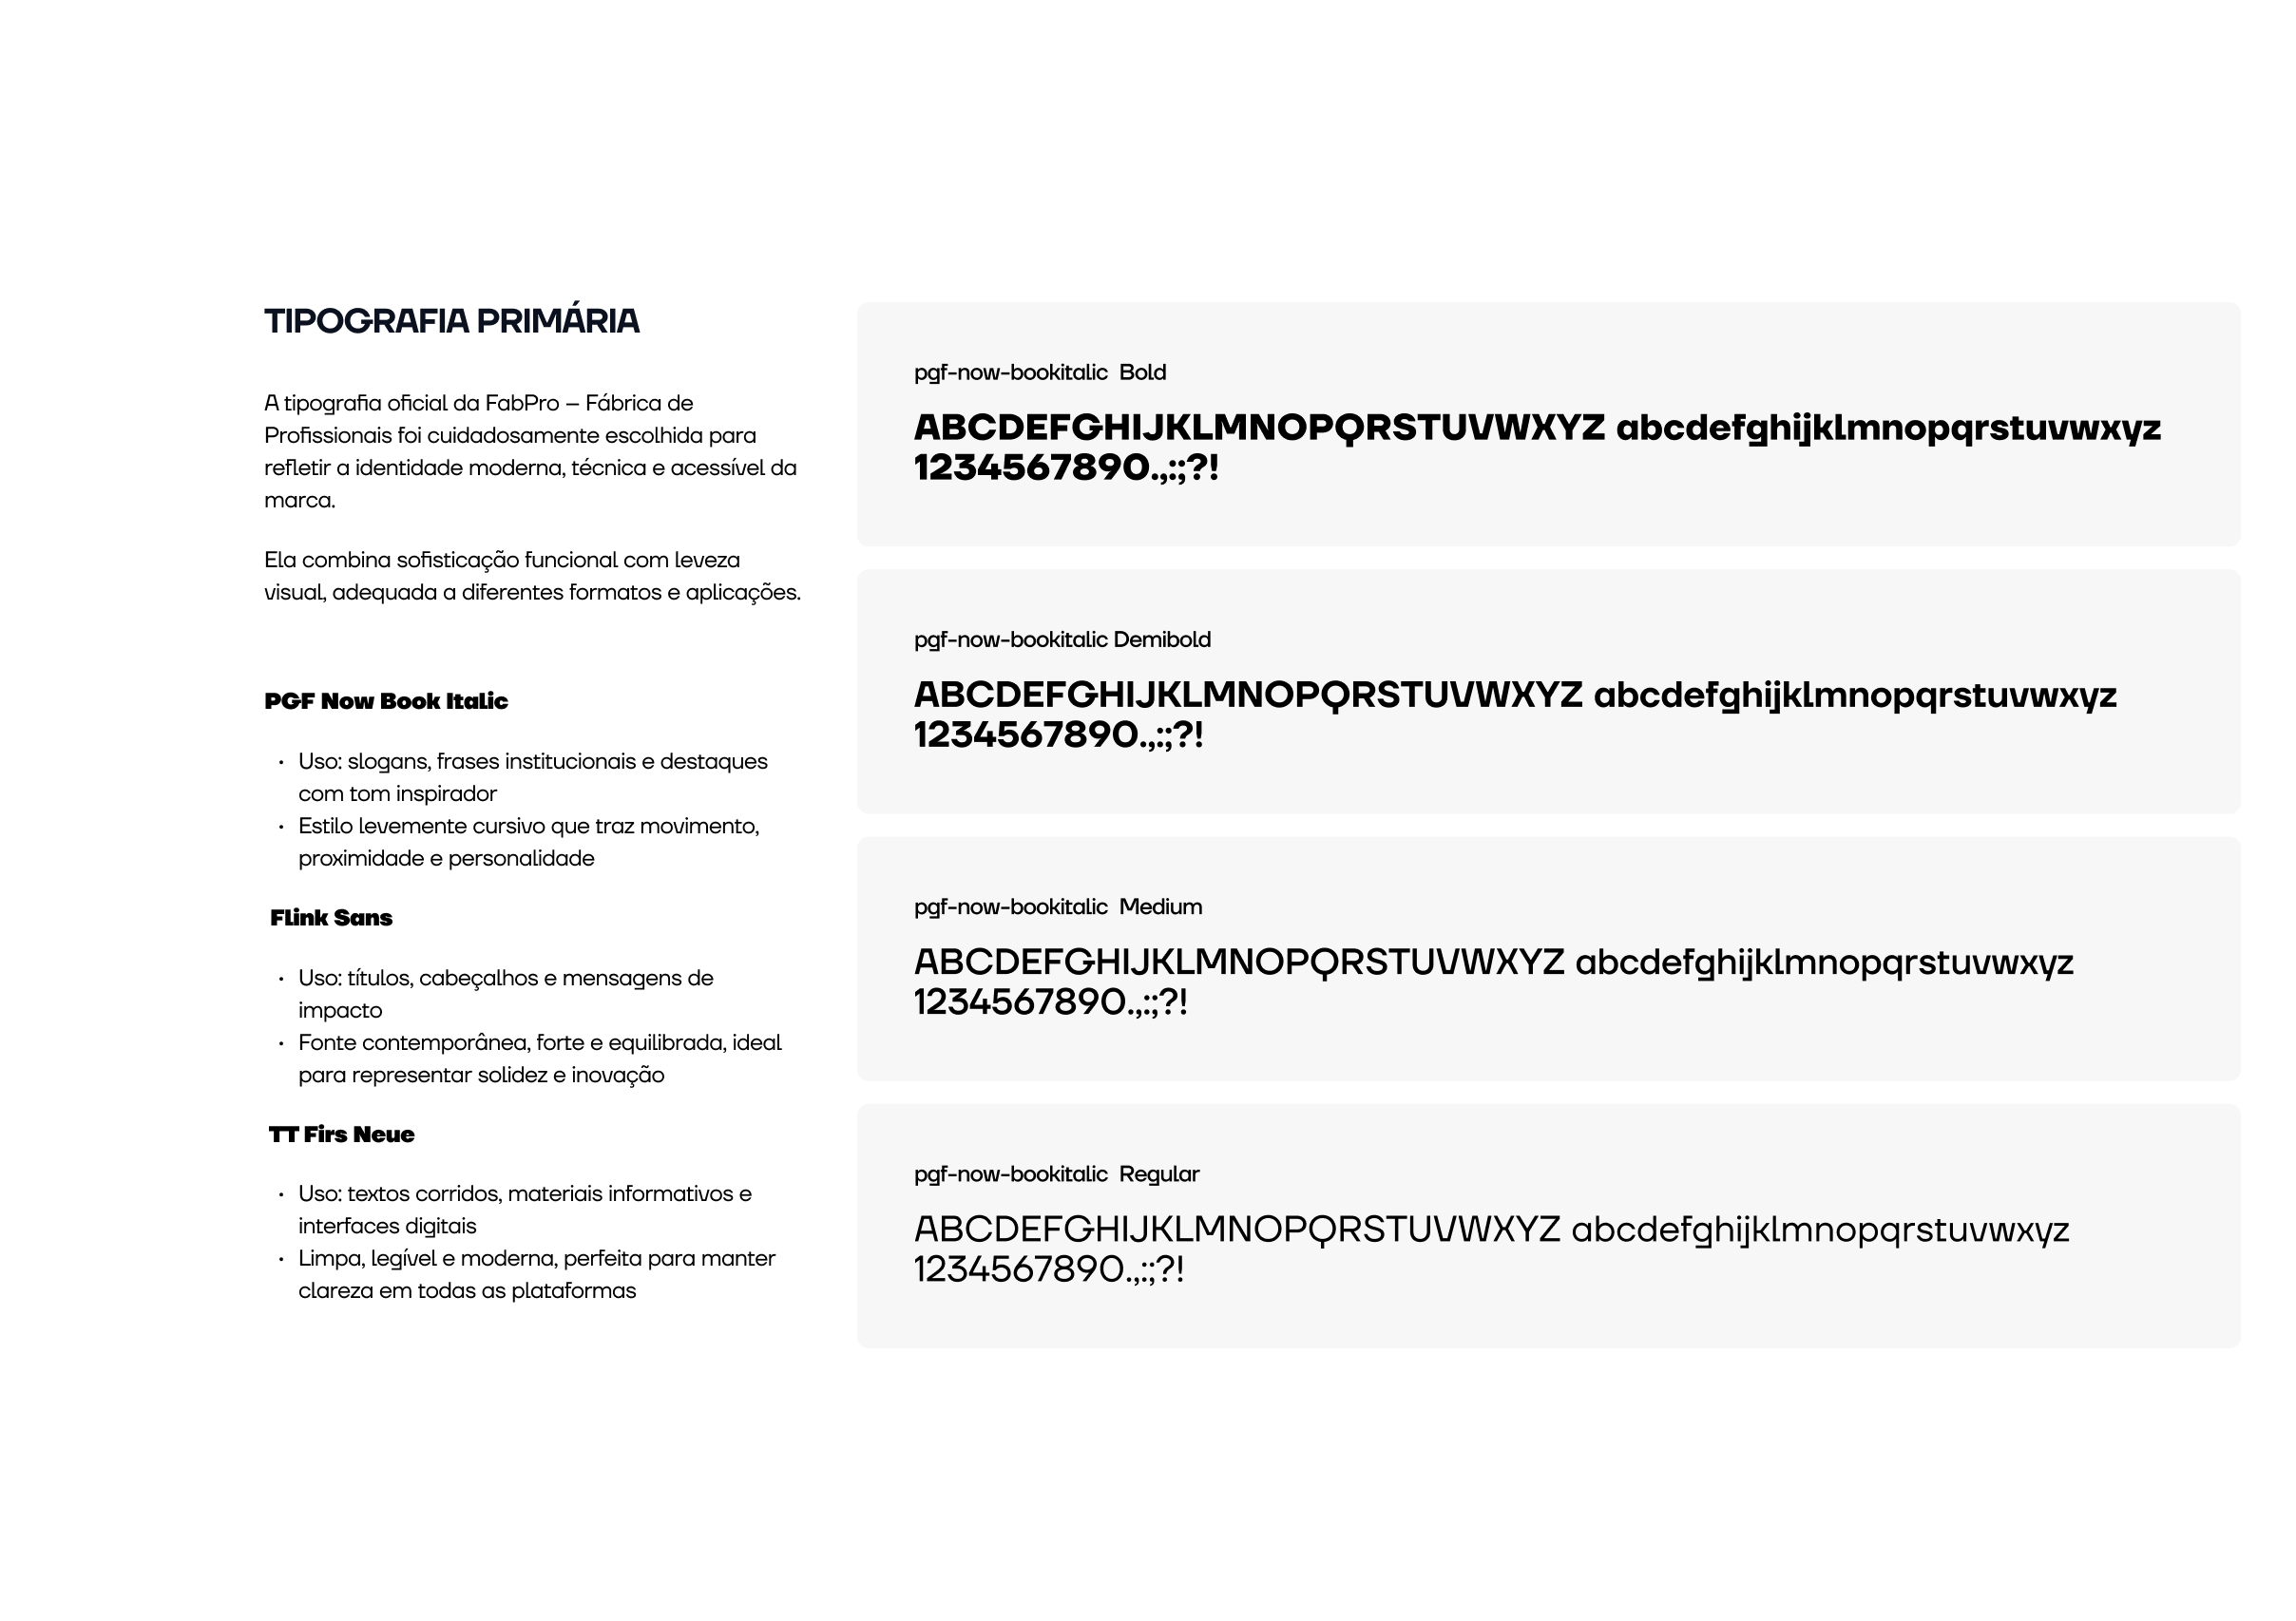 TIPOGRAFIA PRIMÁRIA
A tipografia oficial da FabPro – Fábrica de
Profissionais foi cuidadosamente escolhida para
refletir a identidade moderna, técnica e acessível da
marca.
Ela combina sofisticação funcional com leveza
visual, adequada a diferentes formatos e aplicações.
PGF Now Book Italic
• Uso: slogans, frases institucionais e destaques
com tom inspirador
• Estilo levemente cursivo que traz movimento,
proximidade e personalidade
Flink Sans
• Uso: títulos, cabeçalhos e mensagens de
impacto
• Fonte contemporânea, forte e equilibrada, ideal
para representar solidez e inovação
TT Firs Neue
• Uso: textos corridos, materiais informativos e
interfaces digitais
• Limpa, legível e moderna, perfeita para manter
clareza em todas as plataformas
pgf-now-bookitalic Bold
ABCDEFGHIJKLMNOPQRSTUVWXYZ abcdefghijklmnopqrstuvwxyz
1234567890.,:;?!
pgf-now-bookitalic Demibold
ABCDEFGHIJKLMNOPQRSTUVWXYZ abcdefghijklmnopqrstuvwxyz
1234567890.,:;?!
pgf-now-bookitalic Medium
ABCDEFGHIJKLMNOPQRSTUVWXYZ abcdefghijklmnopqrstuvwxyz
1234567890.,:;?!
pgf-now-bookitalic Regular
ABCDEFGHIJKLMNOPQRSTUVWXYZ abcdefghijklmnopqrstuvwxyz
1234567890.,:;?!